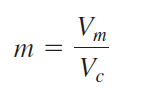 m = V_m / V_c